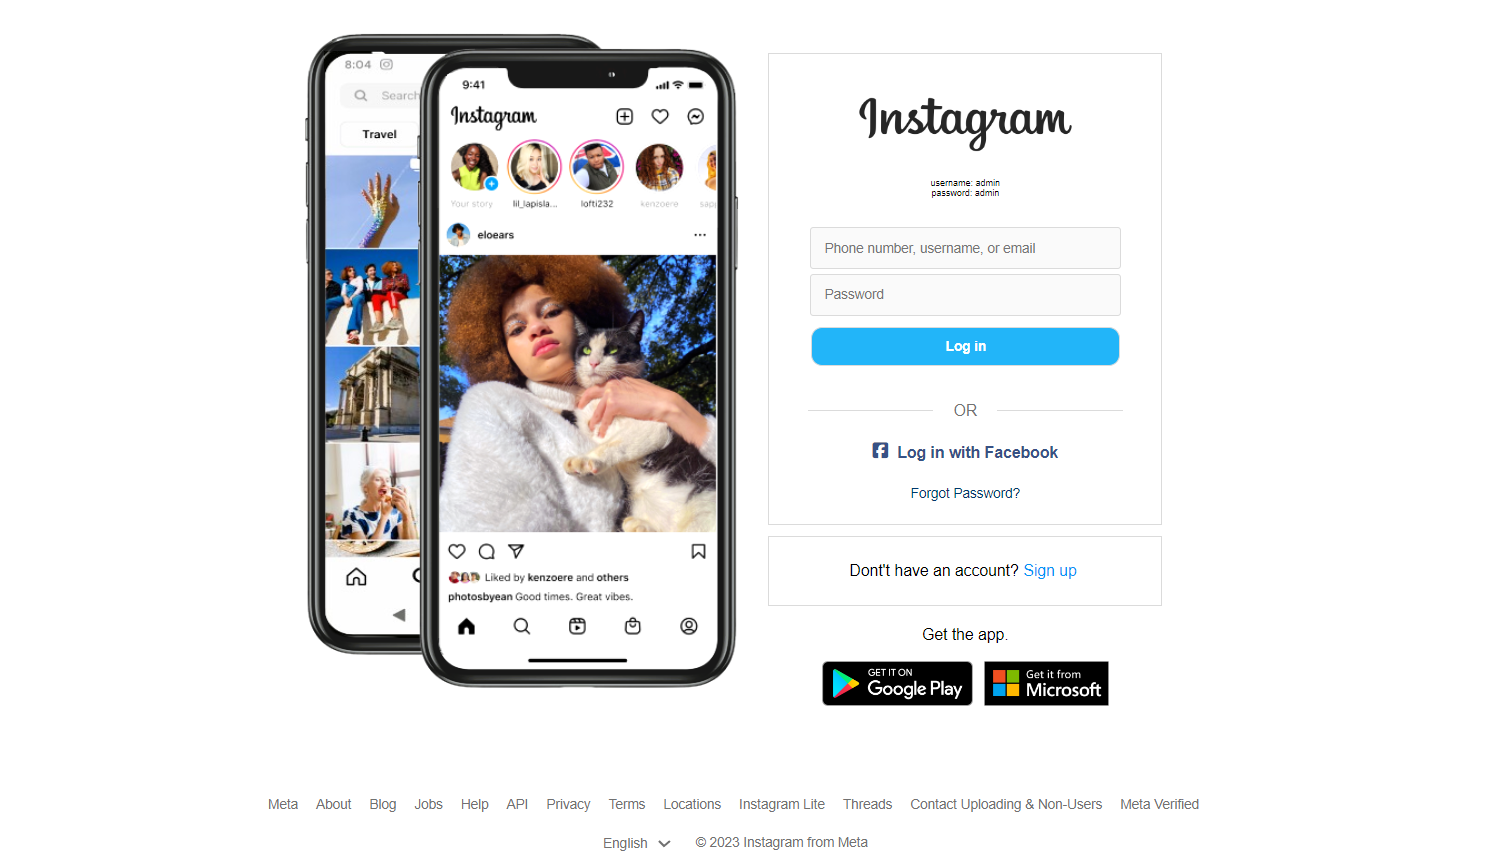 8:04
Search
Travel
9:41
Instagram
Your story
lil_lapisla...
lofti232
kenzoere
sapp
eloears
Liked by kenzoere and others
photosbyean Good times. Great vibes.
Instagram
username: admin
password: admin
Phone number, username, or email
Password
Log in
OR
Log in with Facebook
Forgot Password?
Dont't have an account? Sign up
Get the app.
GET IT ON
Google Play
Get it from
Microsoft
Meta About Blog Jobs Help API Privacy Terms Locations Instagram Lite Threads Contact Uploading & Non-Users Meta Verified
English © 2023 Instagram from Meta